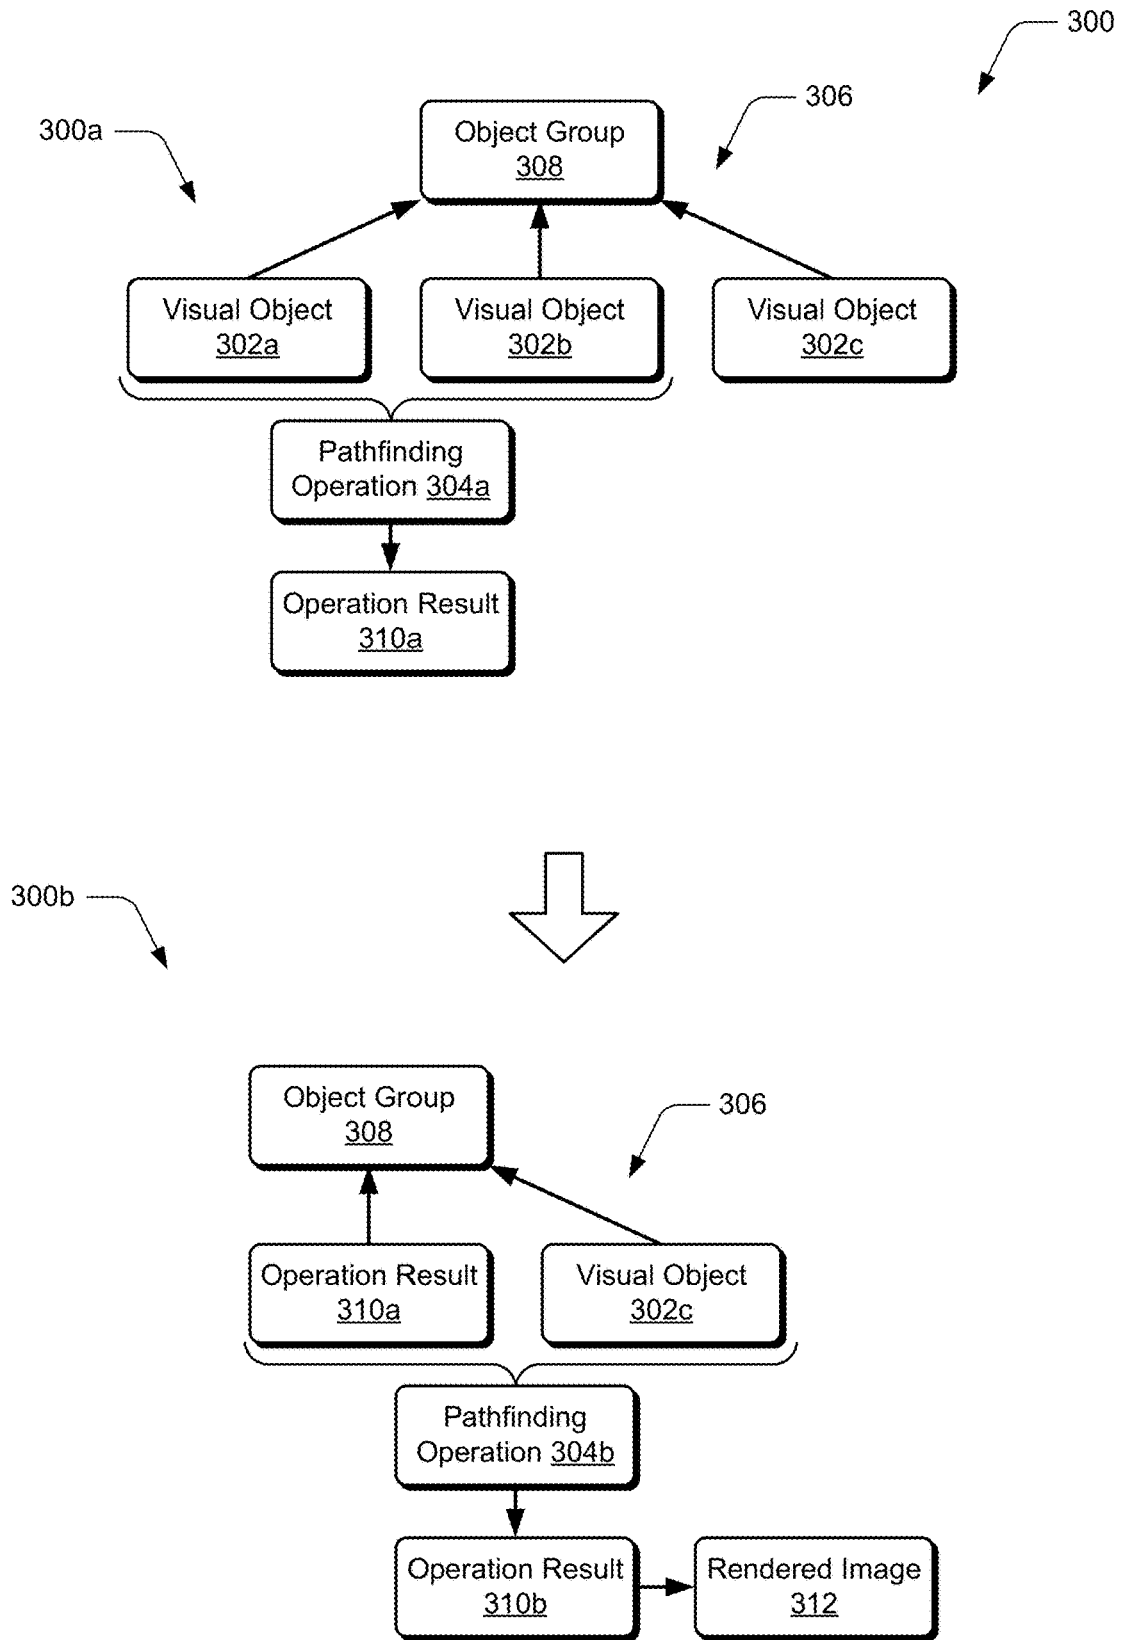 300
306
300a
Object Group
308
Visual Object
302a
Visual Object
302b
Visual Object
302c
Pathfinding
Operation 304a
Operation Result
310a
300b
Object Group
308
306
Operation Result
310a
Visual Object
302c
Pathfinding
Operation 304b
Operation Result
310b
Rendered Image
312